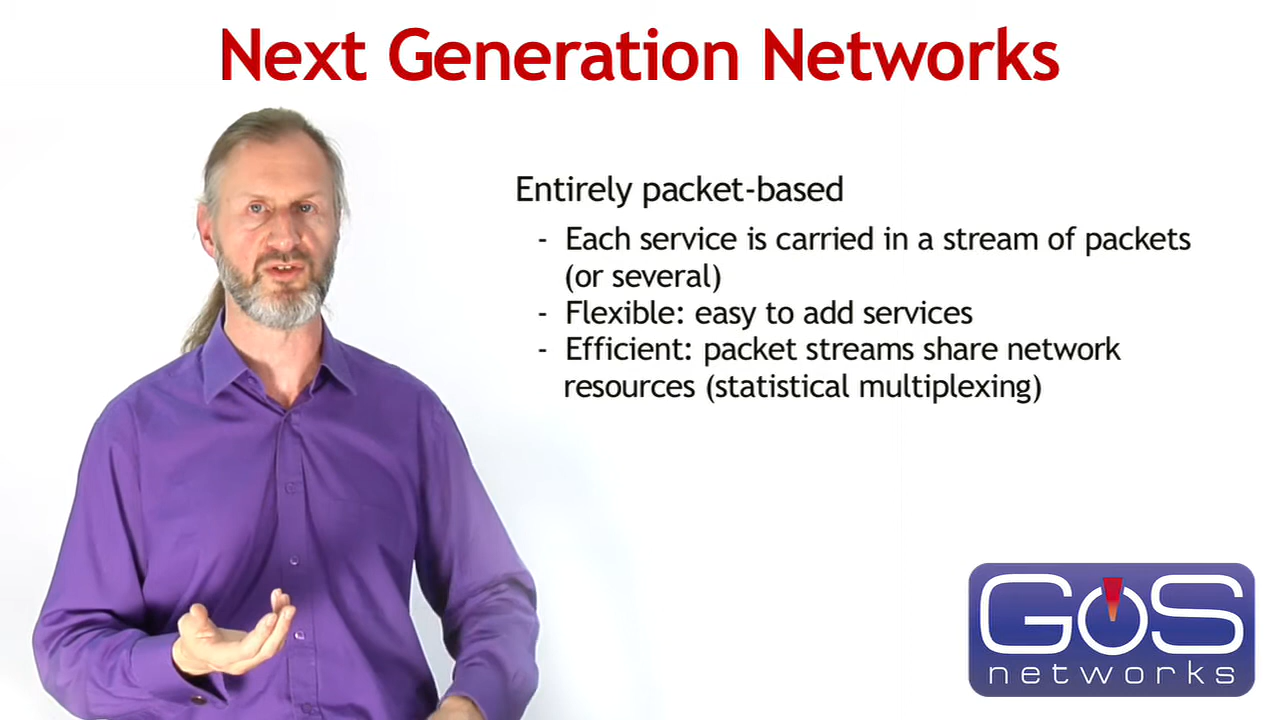 Next Generation Networks
Entirely packet-based
- Each service is carried in a stream of packets
(or several)
- Flexible: easy to add services
- Efficient: packet streams share network
resources (statistical multiplexing)
GoS
networks